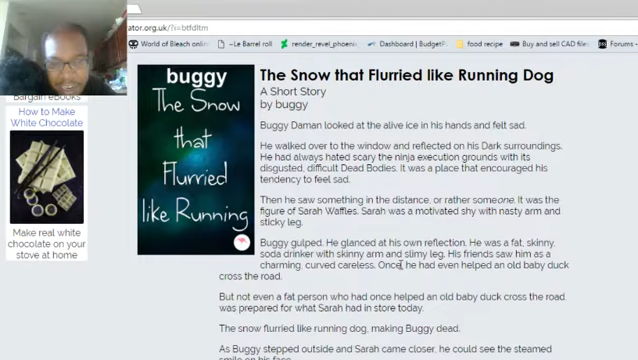 ator.org.uk/?i=btfdltm
World of Bleach onlin
~Le Barrel roll
render_revel_phoeni
Dashboard | BudgetP
food recipe
Buy and sell CAD files
Forums -
Bargain eBooks
How to Make
White Chocolate
Make real white
chocolate on your
stove at home
buggy
The Snow
that
Flurried
like Running
The Snow that Flurried like Running Dog
A Short Story
by buggy
Buggy Daman looked at the alive ice in his hands and felt sad.
He walked over to the window and reflected on his Dark surroundings.
He had always hated scary the ninja execution grounds with its
disgusted, difficult Dead Bodies. It was a place that encouraged his
tendency to feel sad.
Then he saw something in the distance, or rather someone. It was the
figure of Sarah Waffles. Sarah was a motivated shy with nasty arm and
sticky leg.
Buggy gulped. He glanced at his own reflection. He was a fat, skinny,
soda drinker with skinny arm and slimy leg. His friends saw him as a
charming, curved careless. Once, he had even helped an old baby duck
cross the road.
But not even a fat person who had once helped an old baby duck cross the road,
was prepared for what Sarah had in store today.
The snow flurried like running dog, making Buggy dead.
As Buggy stepped outside and Sarah came closer, he could see the steamed
smile on his face.